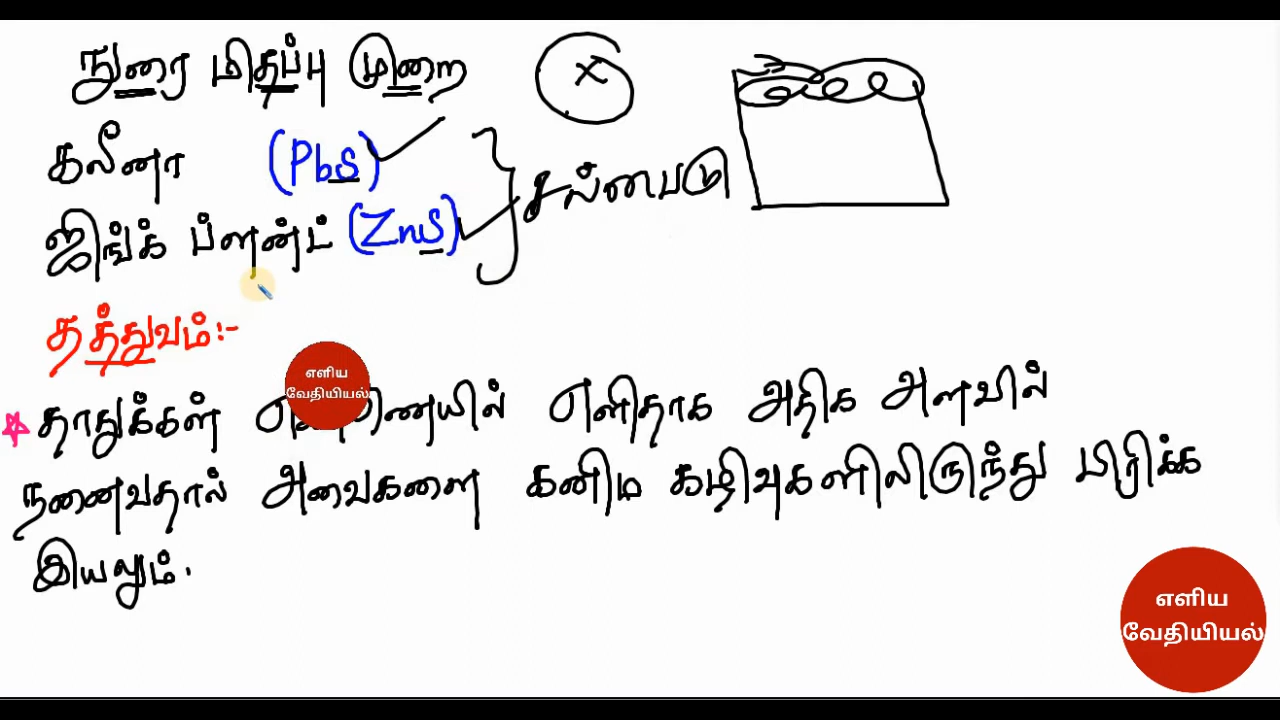 நுரை மிதப்பு முறை
x
கலீனா (PbS)
ஜிங்க் ப்ளண்ட் (ZnS)
சல்பைடு
தத்துவம்:-
எளிய
வேதியியல்
தாதுக்கள் எளிதாக அதிக அளவில்
நனைவதால் அவைகளை கனிம கழிவுகளிலிருந்து பிரிக்க
இயலும்.
எளிய
வேதியியல்